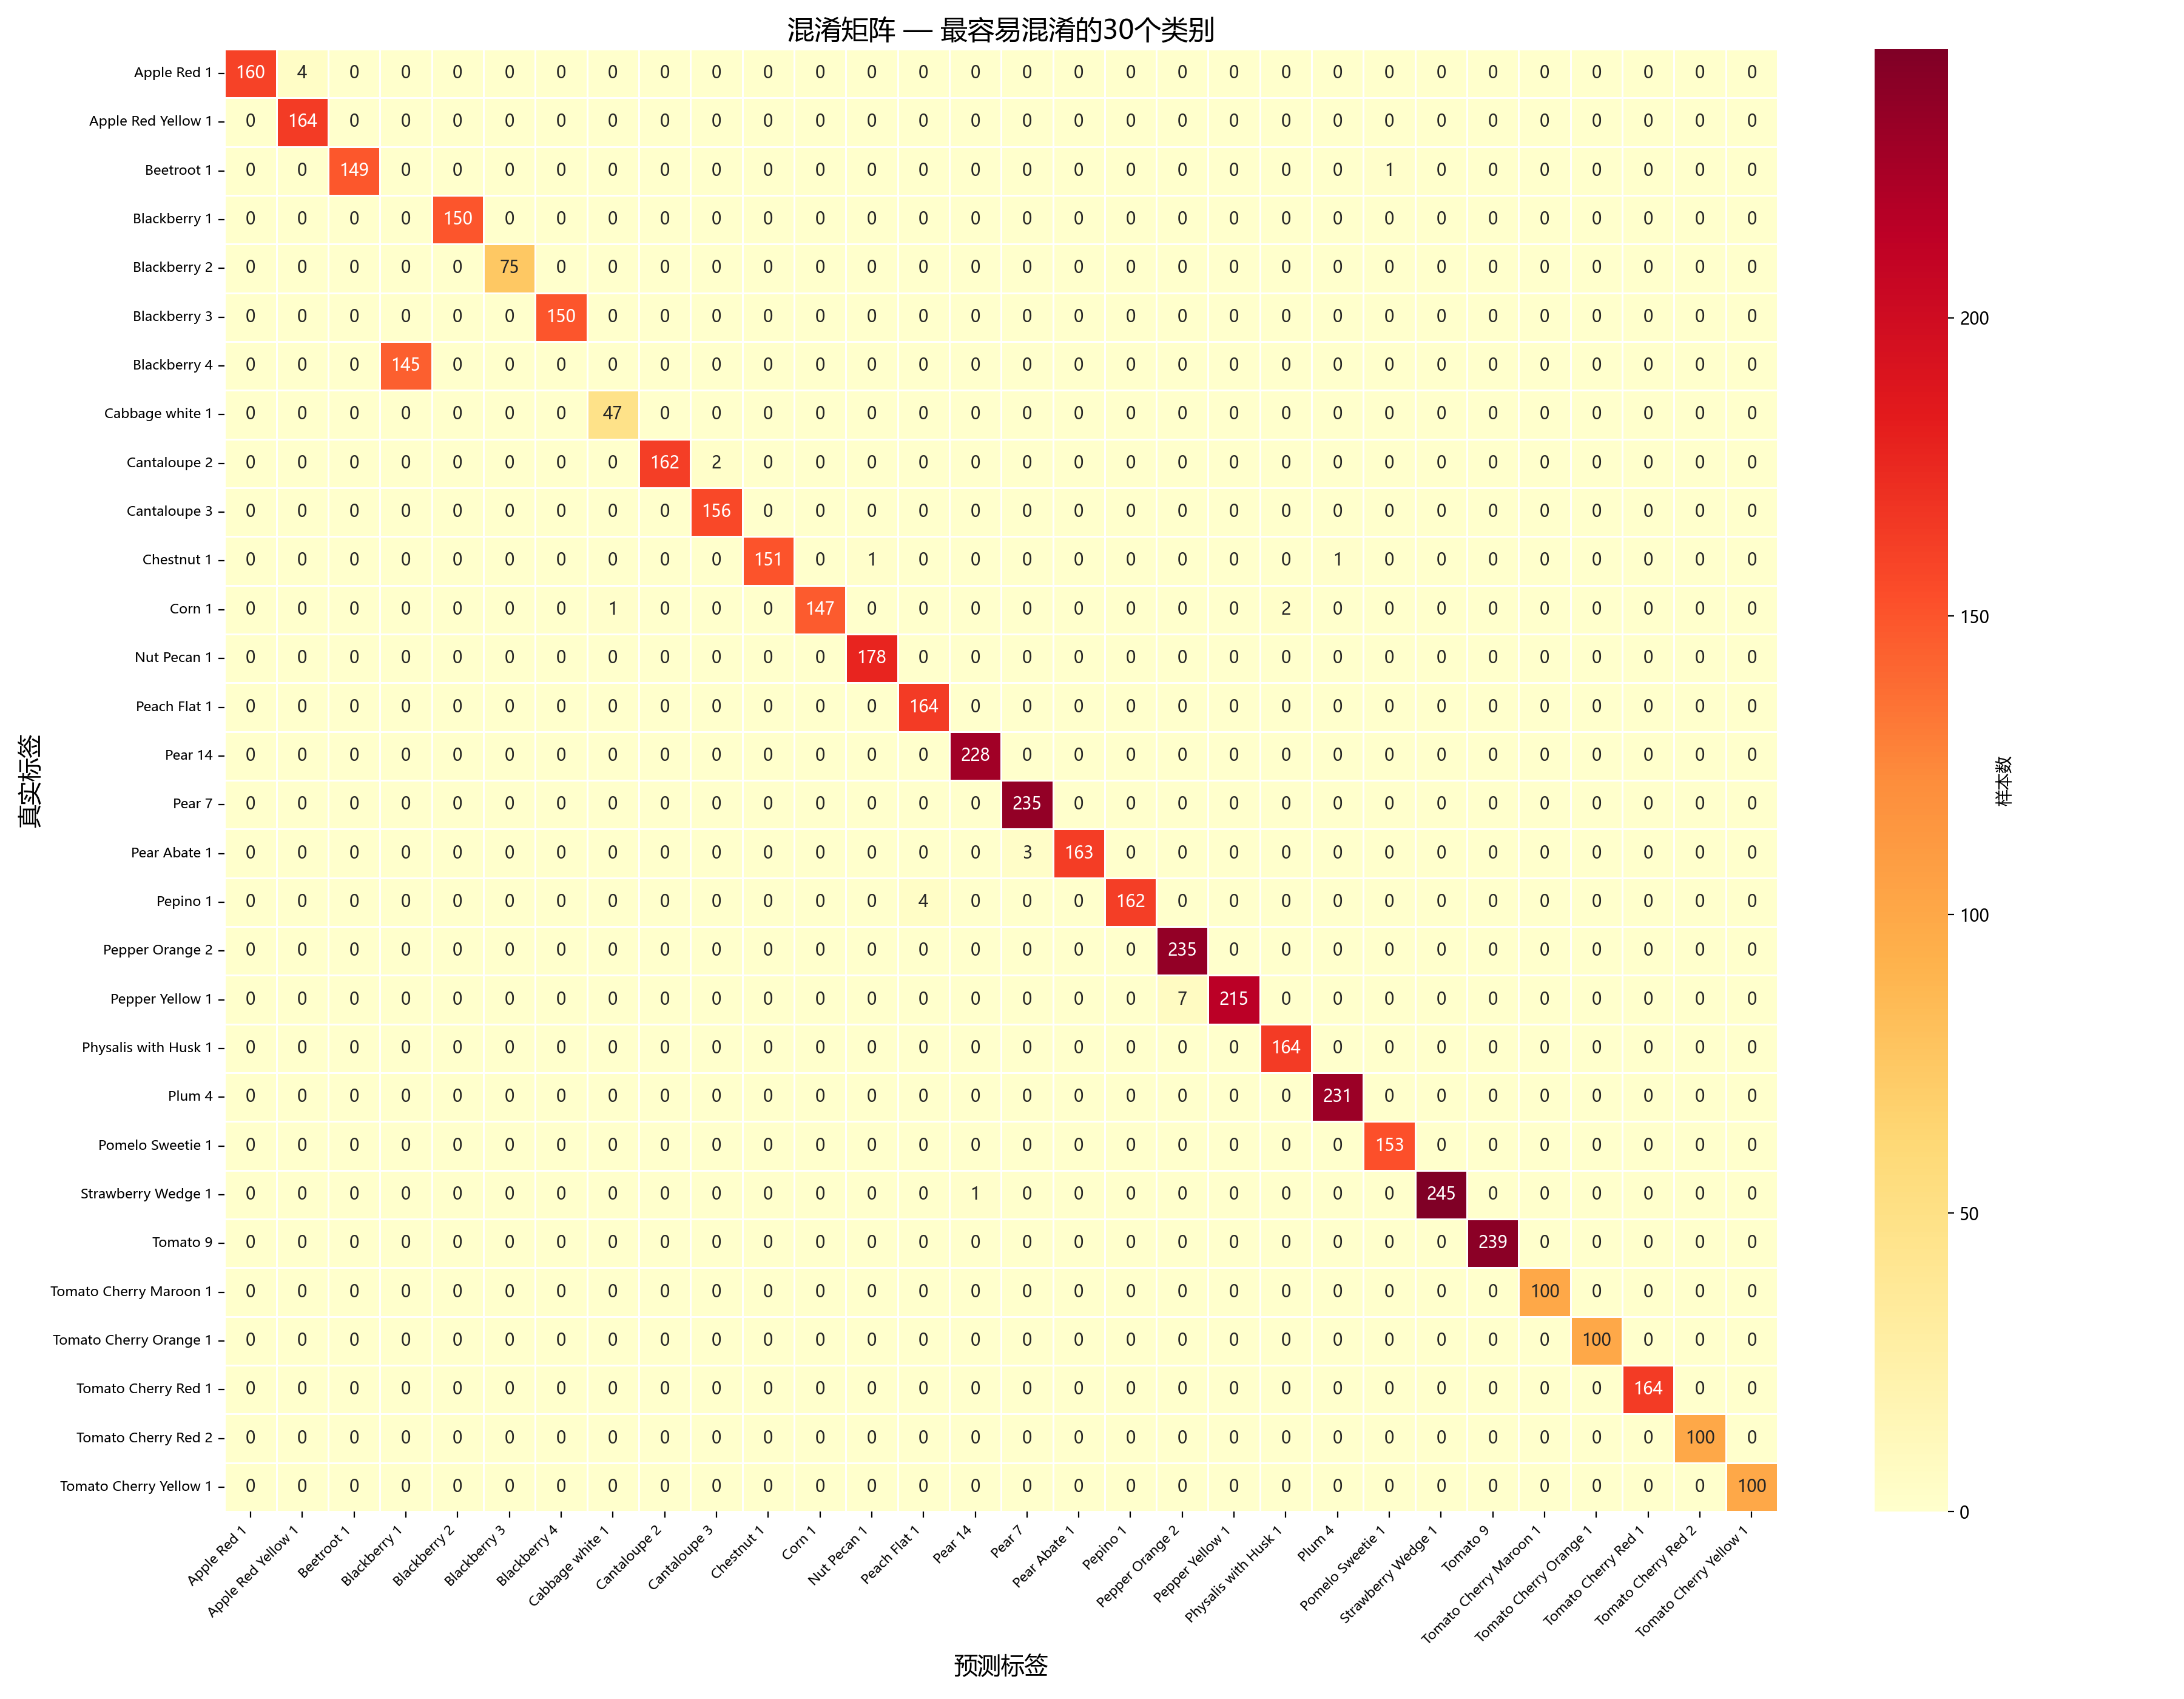 混淆矩阵 — 最容易混淆的30个类别
真实标签
Apple Red 1 160 4 0 0 0 0 0 0 0 0 0 0 0 0 0 0 0 0 0 0 0 0 0 0 0 0 0 0 0 0
Apple Red Yellow 1 0 164 0 0 0 0 0 0 0 0 0 0 0 0 0 0 0 0 0 0 0 0 0 0 0 0 0 0 0 0
Beetroot 1 0 0 149 0 0 0 0 0 0 0 0 0 0 0 0 0 0 0 0 0 0 0 1 0 0 0 0 0 0 0
Blackberry 1 0 0 0 0 150 0 0 0 0 0 0 0 0 0 0 0 0 0 0 0 0 0 0 0 0 0 0 0 0 0
Blackberry 2 0 0 0 0 0 75 0 0 0 0 0 0 0 0 0 0 0 0 0 0 0 0 0 0 0 0 0 0 0 0
Blackberry 3 0 0 0 0 0 0 150 0 0 0 0 0 0 0 0 0 0 0 0 0 0 0 0 0 0 0 0 0 0 0
Blackberry 4 0 0 0 145 0 0 0 0 0 0 0 0 0 0 0 0 0 0 0 0 0 0 0 0 0 0 0 0 0 0
Cabbage white 1 0 0 0 0 0 0 0 47 0 0 0 0 0 0 0 0 0 0 0 0 0 0 0 0 0 0 0 0 0 0
Cantaloupe 2 0 0 0 0 0 0 0 0 162 2 0 0 0 0 0 0 0 0 0 0 0 0 0 0 0 0 0 0 0 0
Cantaloupe 3 0 0 0 0 0 0 0 0 0 156 0 0 0 0 0 0 0 0 0 0 0 0 0 0 0 0 0 0 0 0
Chestnut 1 0 0 0 0 0 0 0 0 0 0 151 0 1 0 0 0 0 0 0 0 0 1 0 0 0 0 0 0 0 0
Corn 1 0 0 0 0 0 0 0 1 0 0 0 147 0 0 0 0 0 0 0 0 2 0 0 0 0 0 0 0 0 0
Nut Pecan 1 0 0 0 0 0 0 0 0 0 0 0 0 178 0 0 0 0 0 0 0 0 0 0 0 0 0 0 0 0 0
Peach Flat 1 0 0 0 0 0 0 0 0 0 0 0 0 0 164 0 0 0 0 0 0 0 0 0 0 0 0 0 0 0 0
Pear 14 0 0 0 0 0 0 0 0 0 0 0 0 0 0 228 0 0 0 0 0 0 0 0 0 0 0 0 0 0 0
Pear 7 0 0 0 0 0 0 0 0 0 0 0 0 0 0 0 235 0 0 0 0 0 0 0 0 0 0 0 0 0 0
Pear Abate 1 0 0 0 0 0 0 0 0 0 0 0 0 0 0 0 3 163 0 0 0 0 0 0 0 0 0 0 0 0 0
Pepino 1 0 0 0 0 0 0 0 0 0 0 0 0 0 4 0 0 0 162 0 0 0 0 0 0 0 0 0 0 0 0
Pepper Orange 2 0 0 0 0 0 0 0 0 0 0 0 0 0 0 0 0 0 0 235 0 0 0 0 0 0 0 0 0 0 0
Pepper Yellow 1 0 0 0 0 0 0 0 0 0 0 0 0 0 0 0 0 0 0 7 215 0 0 0 0 0 0 0 0 0 0
Physalis with Husk 1 0 0 0 0 0 0 0 0 0 0 0 0 0 0 0 0 0 0 0 0 164 0 0 0 0 0 0 0 0 0
Plum 4 0 0 0 0 0 0 0 0 0 0 0 0 0 0 0 0 0 0 0 0 0 231 0 0 0 0 0 0 0 0
Pomelo Sweetie 1 0 0 0 0 0 0 0 0 0 0 0 0 0 0 0 0 0 0 0 0 0 0 153 0 0 0 0 0 0 0
Strawberry Wedge 1 0 0 0 0 0 0 0 0 0 0 0 0 0 0 1 0 0 0 0 0 0 0 0 245 0 0 0 0 0 0
Tomato 9 0 0 0 0 0 0 0 0 0 0 0 0 0 0 0 0 0 0 0 0 0 0 0 0 239 0 0 0 0 0
Tomato Cherry Maroon 1 0 0 0 0 0 0 0 0 0 0 0 0 0 0 0 0 0 0 0 0 0 0 0 0 0 100 0 0 0 0
Tomato Cherry Orange 1 0 0 0 0 0 0 0 0 0 0 0 0 0 0 0 0 0 0 0 0 0 0 0 0 0 0 100 0 0 0
Tomato Cherry Red 1 0 0 0 0 0 0 0 0 0 0 0 0 0 0 0 0 0 0 0 0 0 0 0 0 0 0 0 164 0 0
Tomato Cherry Red 2 0 0 0 0 0 0 0 0 0 0 0 0 0 0 0 0 0 0 0 0 0 0 0 0 0 0 0 0 100 0
Tomato Cherry Yellow 1 0 0 0 0 0 0 0 0 0 0 0 0 0 0 0 0 0 0 0 0 0 0 0 0 0 0 0 0 0 100
Apple Red 1
Apple Red Yellow 1
Beetroot 1
Blackberry 1
Blackberry 2
Blackberry 3
Blackberry 4
Cabbage white 1
Cantaloupe 2
Cantaloupe 3
Chestnut 1
Corn 1
Nut Pecan 1
Peach Flat 1
Pear 14
Pear 7
Pear Abate 1
Pepino 1
Pepper Orange 2
Pepper Yellow 1
Physalis with Husk 1
Plum 4
Pomelo Sweetie 1
Strawberry Wedge 1
Tomato 9
Tomato Cherry Maroon 1
Tomato Cherry Orange 1
Tomato Cherry Red 1
Tomato Cherry Red 2
Tomato Cherry Yellow 1
预测标签
200
150
100
50
0
样本数